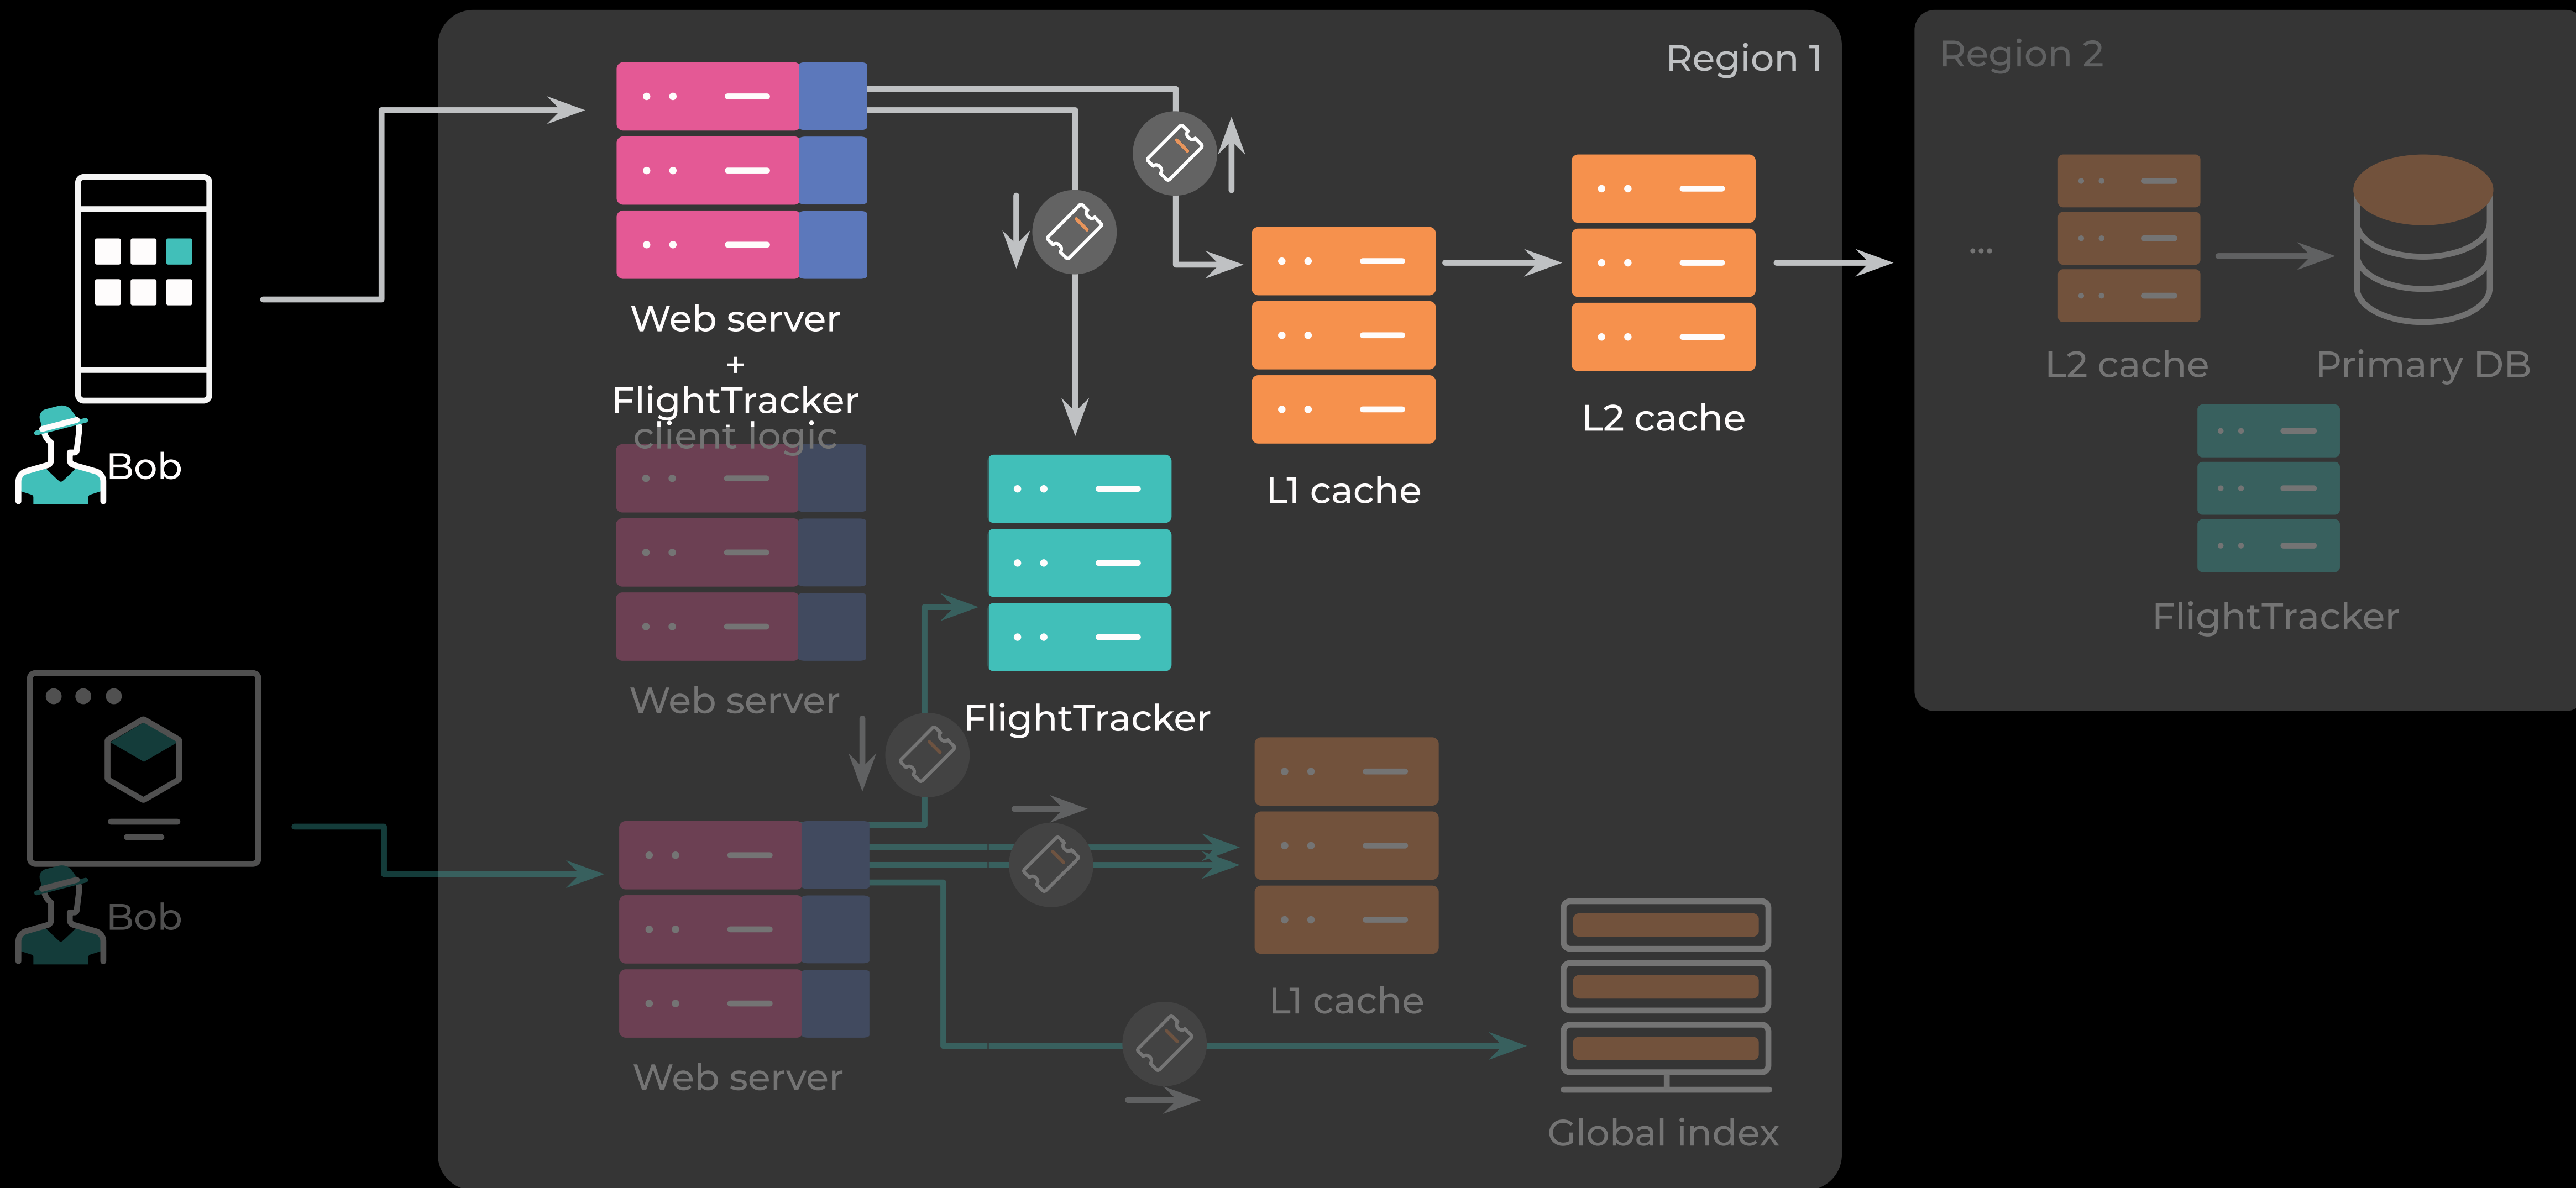 Region 1
Region 2
Web server
+
FlightTracker
client logic
Bob
L1 cache
L2 cache
L2 cache
Primary DB
FlightTracker
Web server
FlightTracker
Bob
L1 cache
Web server
Global index
...